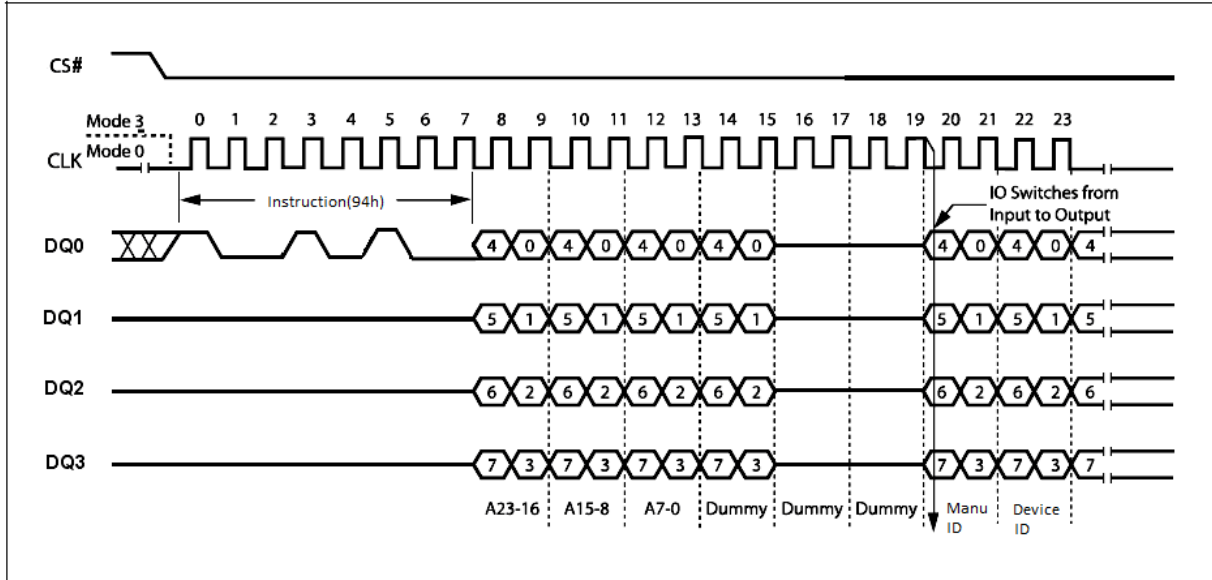 CS#
Mode 3
0 1 2 3 4 5 6 7 8 9 10 11 12 13 14 15 16 17 18 19 20 21 22 23
Mode 0
CLK
Instruction(94h)
IO Switches from
Input to Output
DQ0
4 0 4 0 4 0 4 0 4 0 4 0 4
DQ1
5 1 5 1 5 1 5 1 5 1 5 1 5
DQ2
6 2 6 2 6 2 6 2 6 2 6 2 6
DQ3
7 3 7 3 7 3 7 3 7 3 7 3 7
A23-16 A15-8 A7-0 Dummy Dummy Dummy Manu ID Device ID